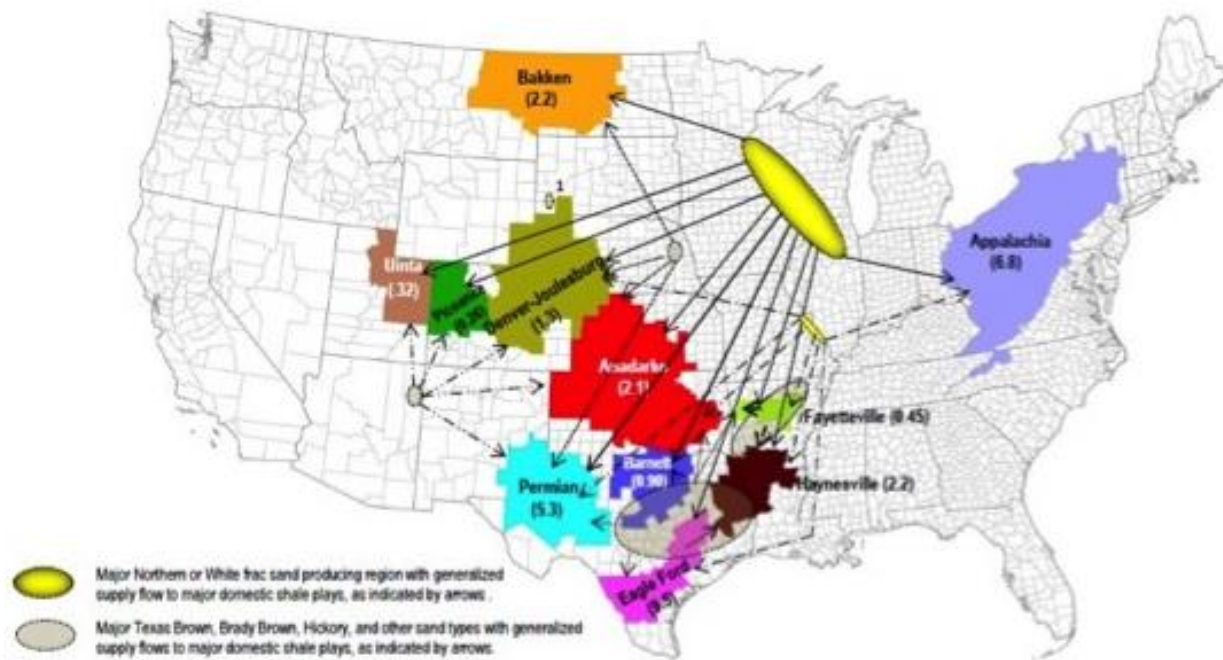 Bakken
(2.2)
1
Appalachia
(6.8)
Uinta
(.32)
Denver-Joulesburg
(1.3)
(2.1)
Fayetteville (0.45)
Barnett
(0.90)
Haynesville (2.2)
Permian
(5.3)
Eagle Ford
Major Northern or White frac sand producing region with generalized
supply flow to major domestic shale plays, as indicated by arrows .
Major Texas Brown, Brady Brown, Hickory, and other sand types with generalized
supply flows to major domestic shale plays, as indicated by arrows.